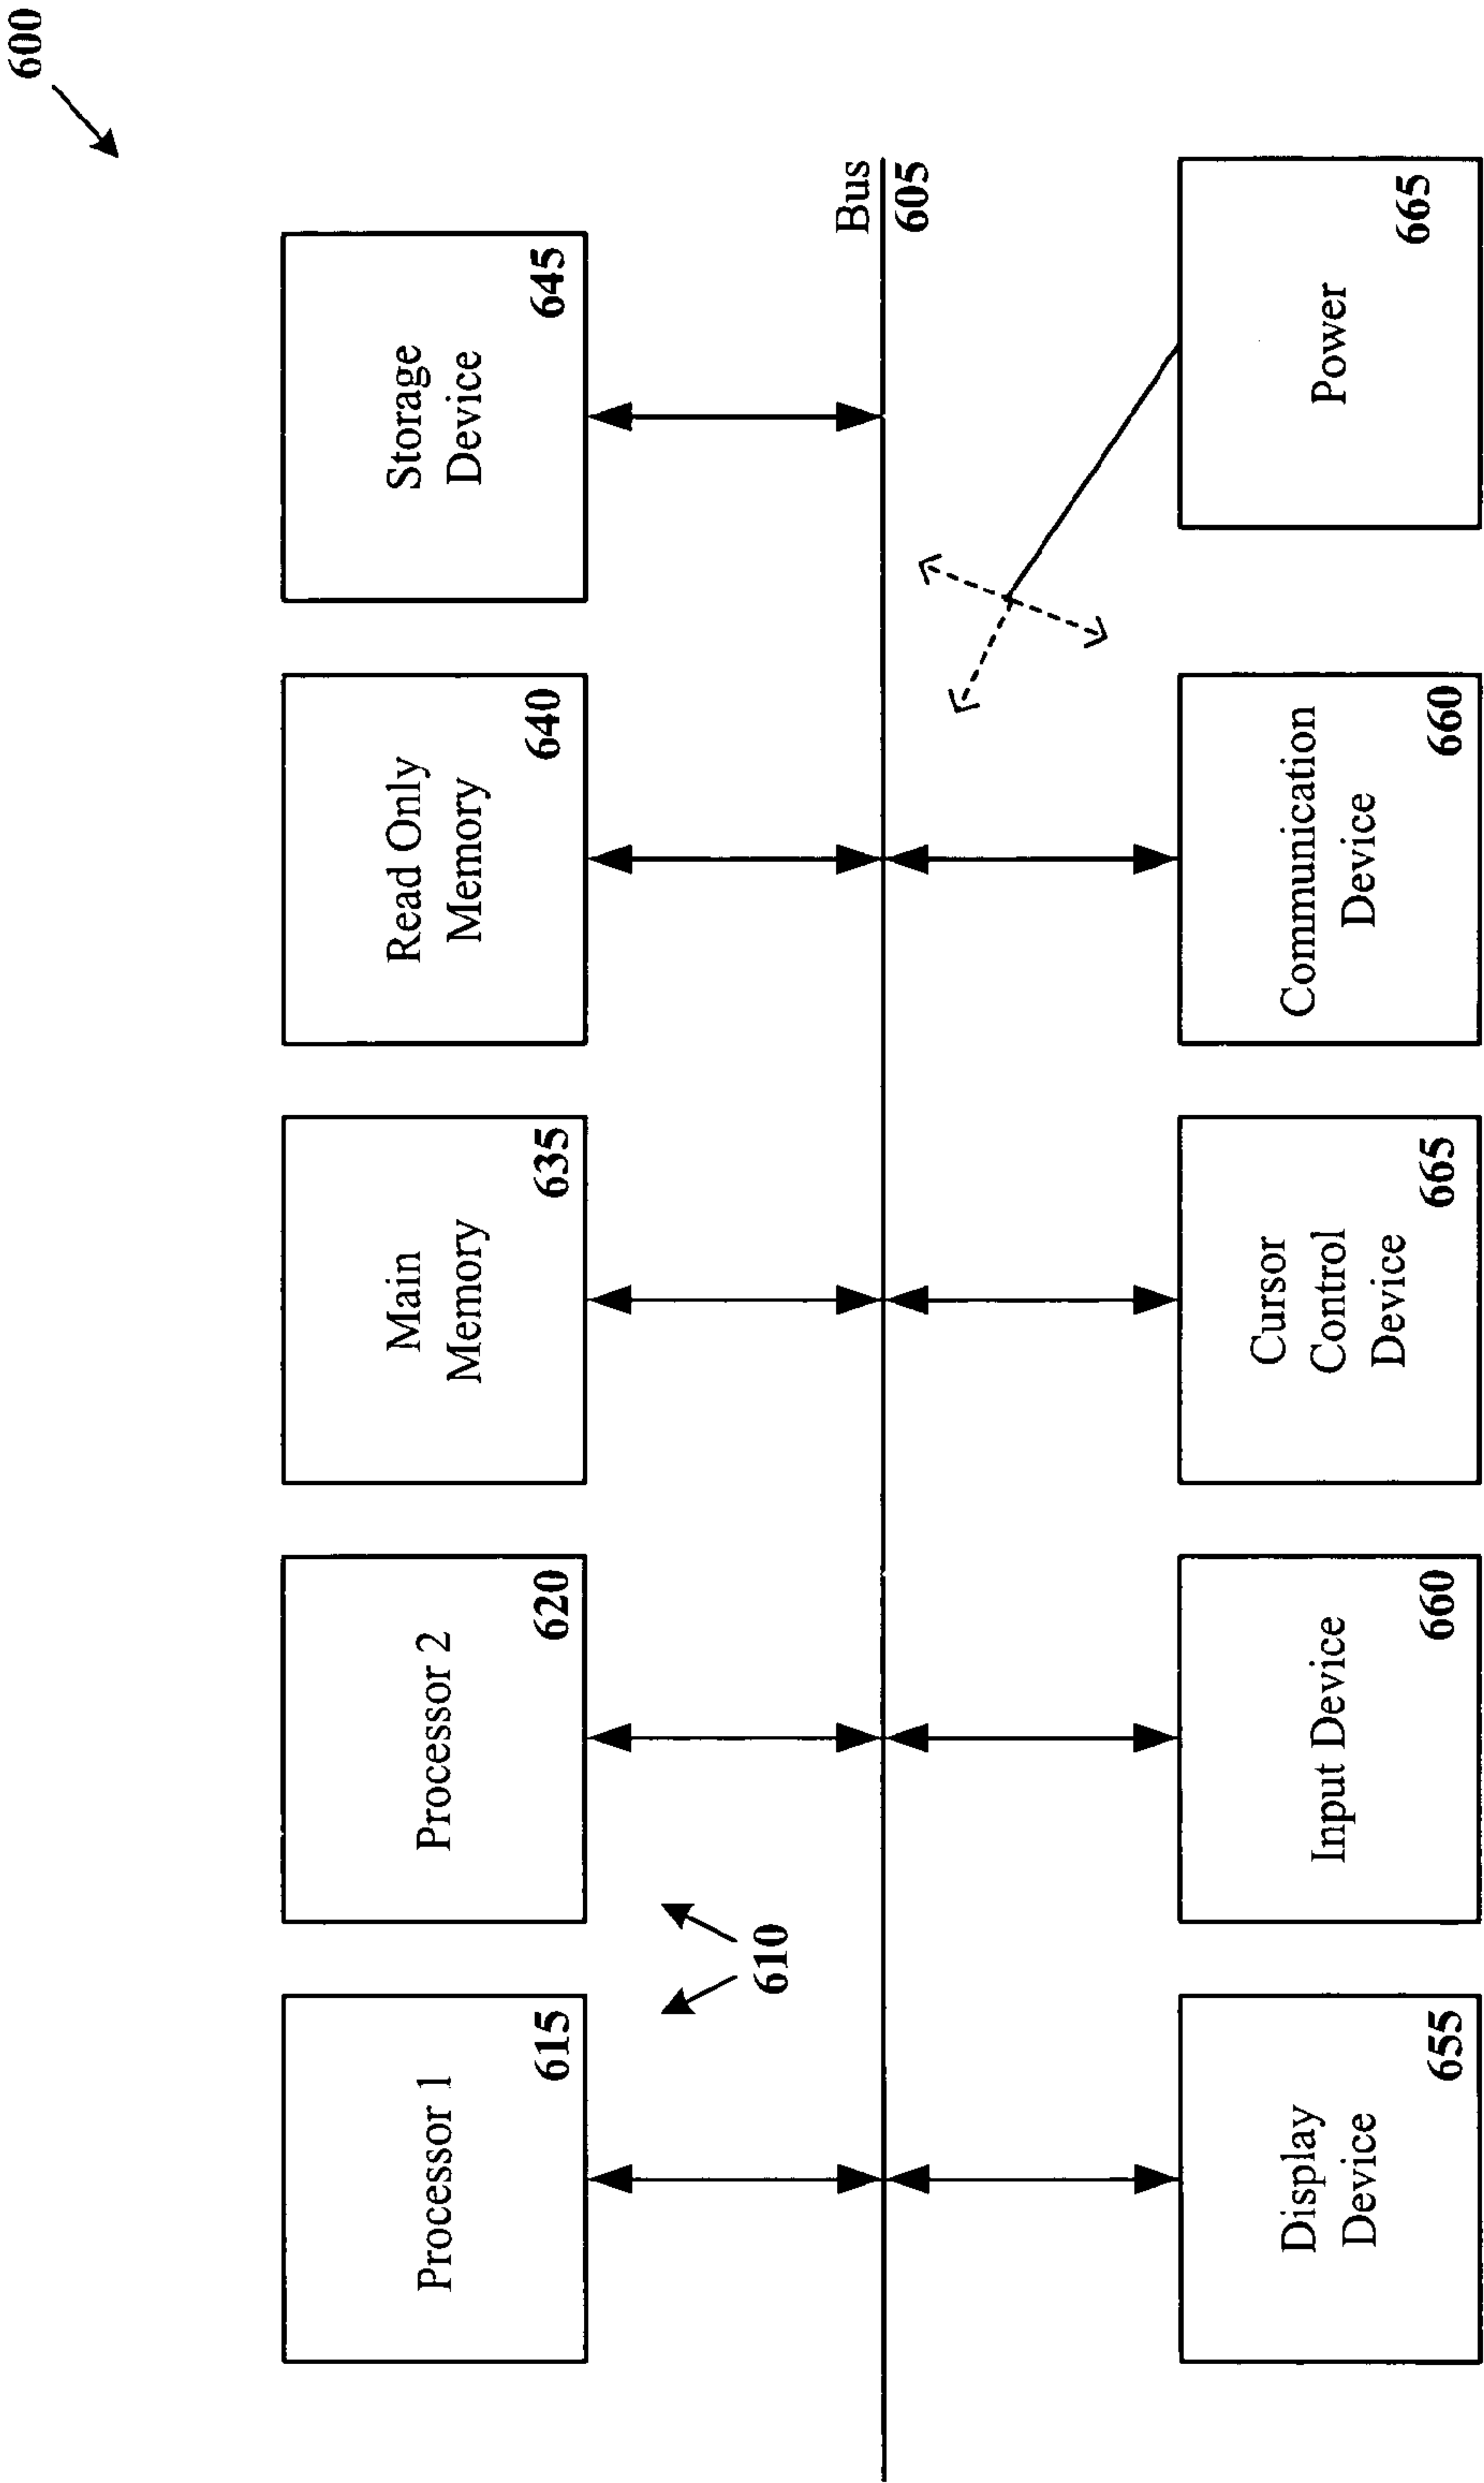 600
Processor 1
615
Processor 2
620
Main
Memory
635
Read Only
Memory
640
Storage
Device
645
610
Bus
605
Display
Device
655
Input Device
660
Cursor
Control
Device
665
Communication
Device
660
Power
665